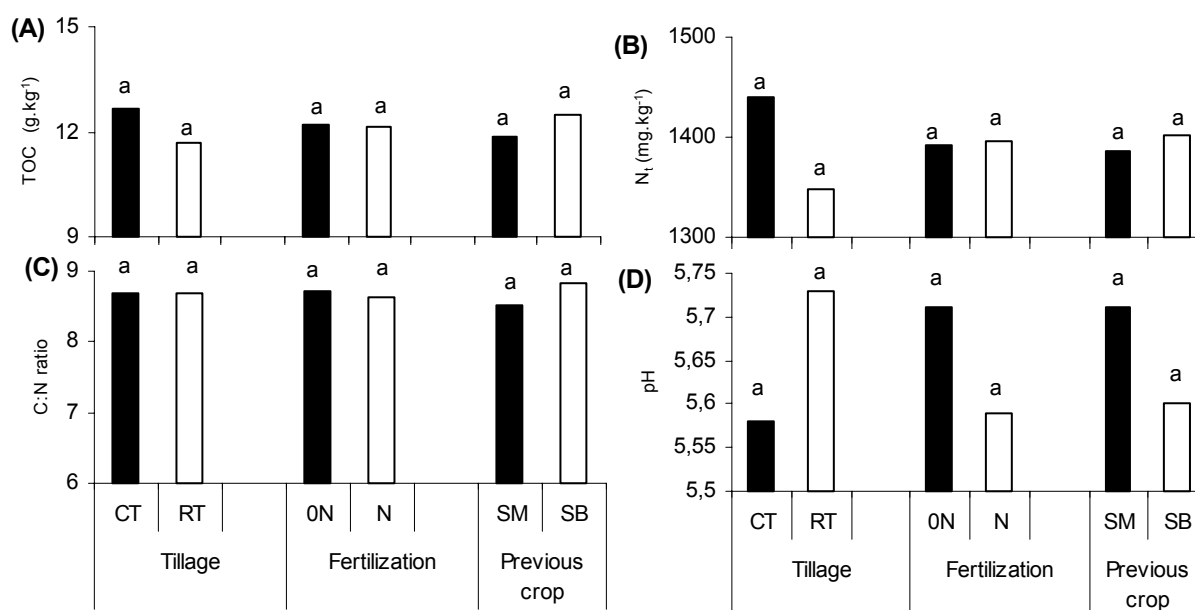 (A)
15
12
9
TOC (g.kg-1)
a a a a a a
(B)
1500
1400
1300
Nt (mg.kg-1)
a a a a a a
(C)
9
8
7
6
C:N ratio
a a a a a a
CT RT 0N N SM SB
Tillage Fertilization Previous
crop
(D)
5,75
5,7
5,65
5,6
5,55
5,5
pH
a a a a a a
CT RT 0N N SM SB
Tillage Fertilization Previous
crop